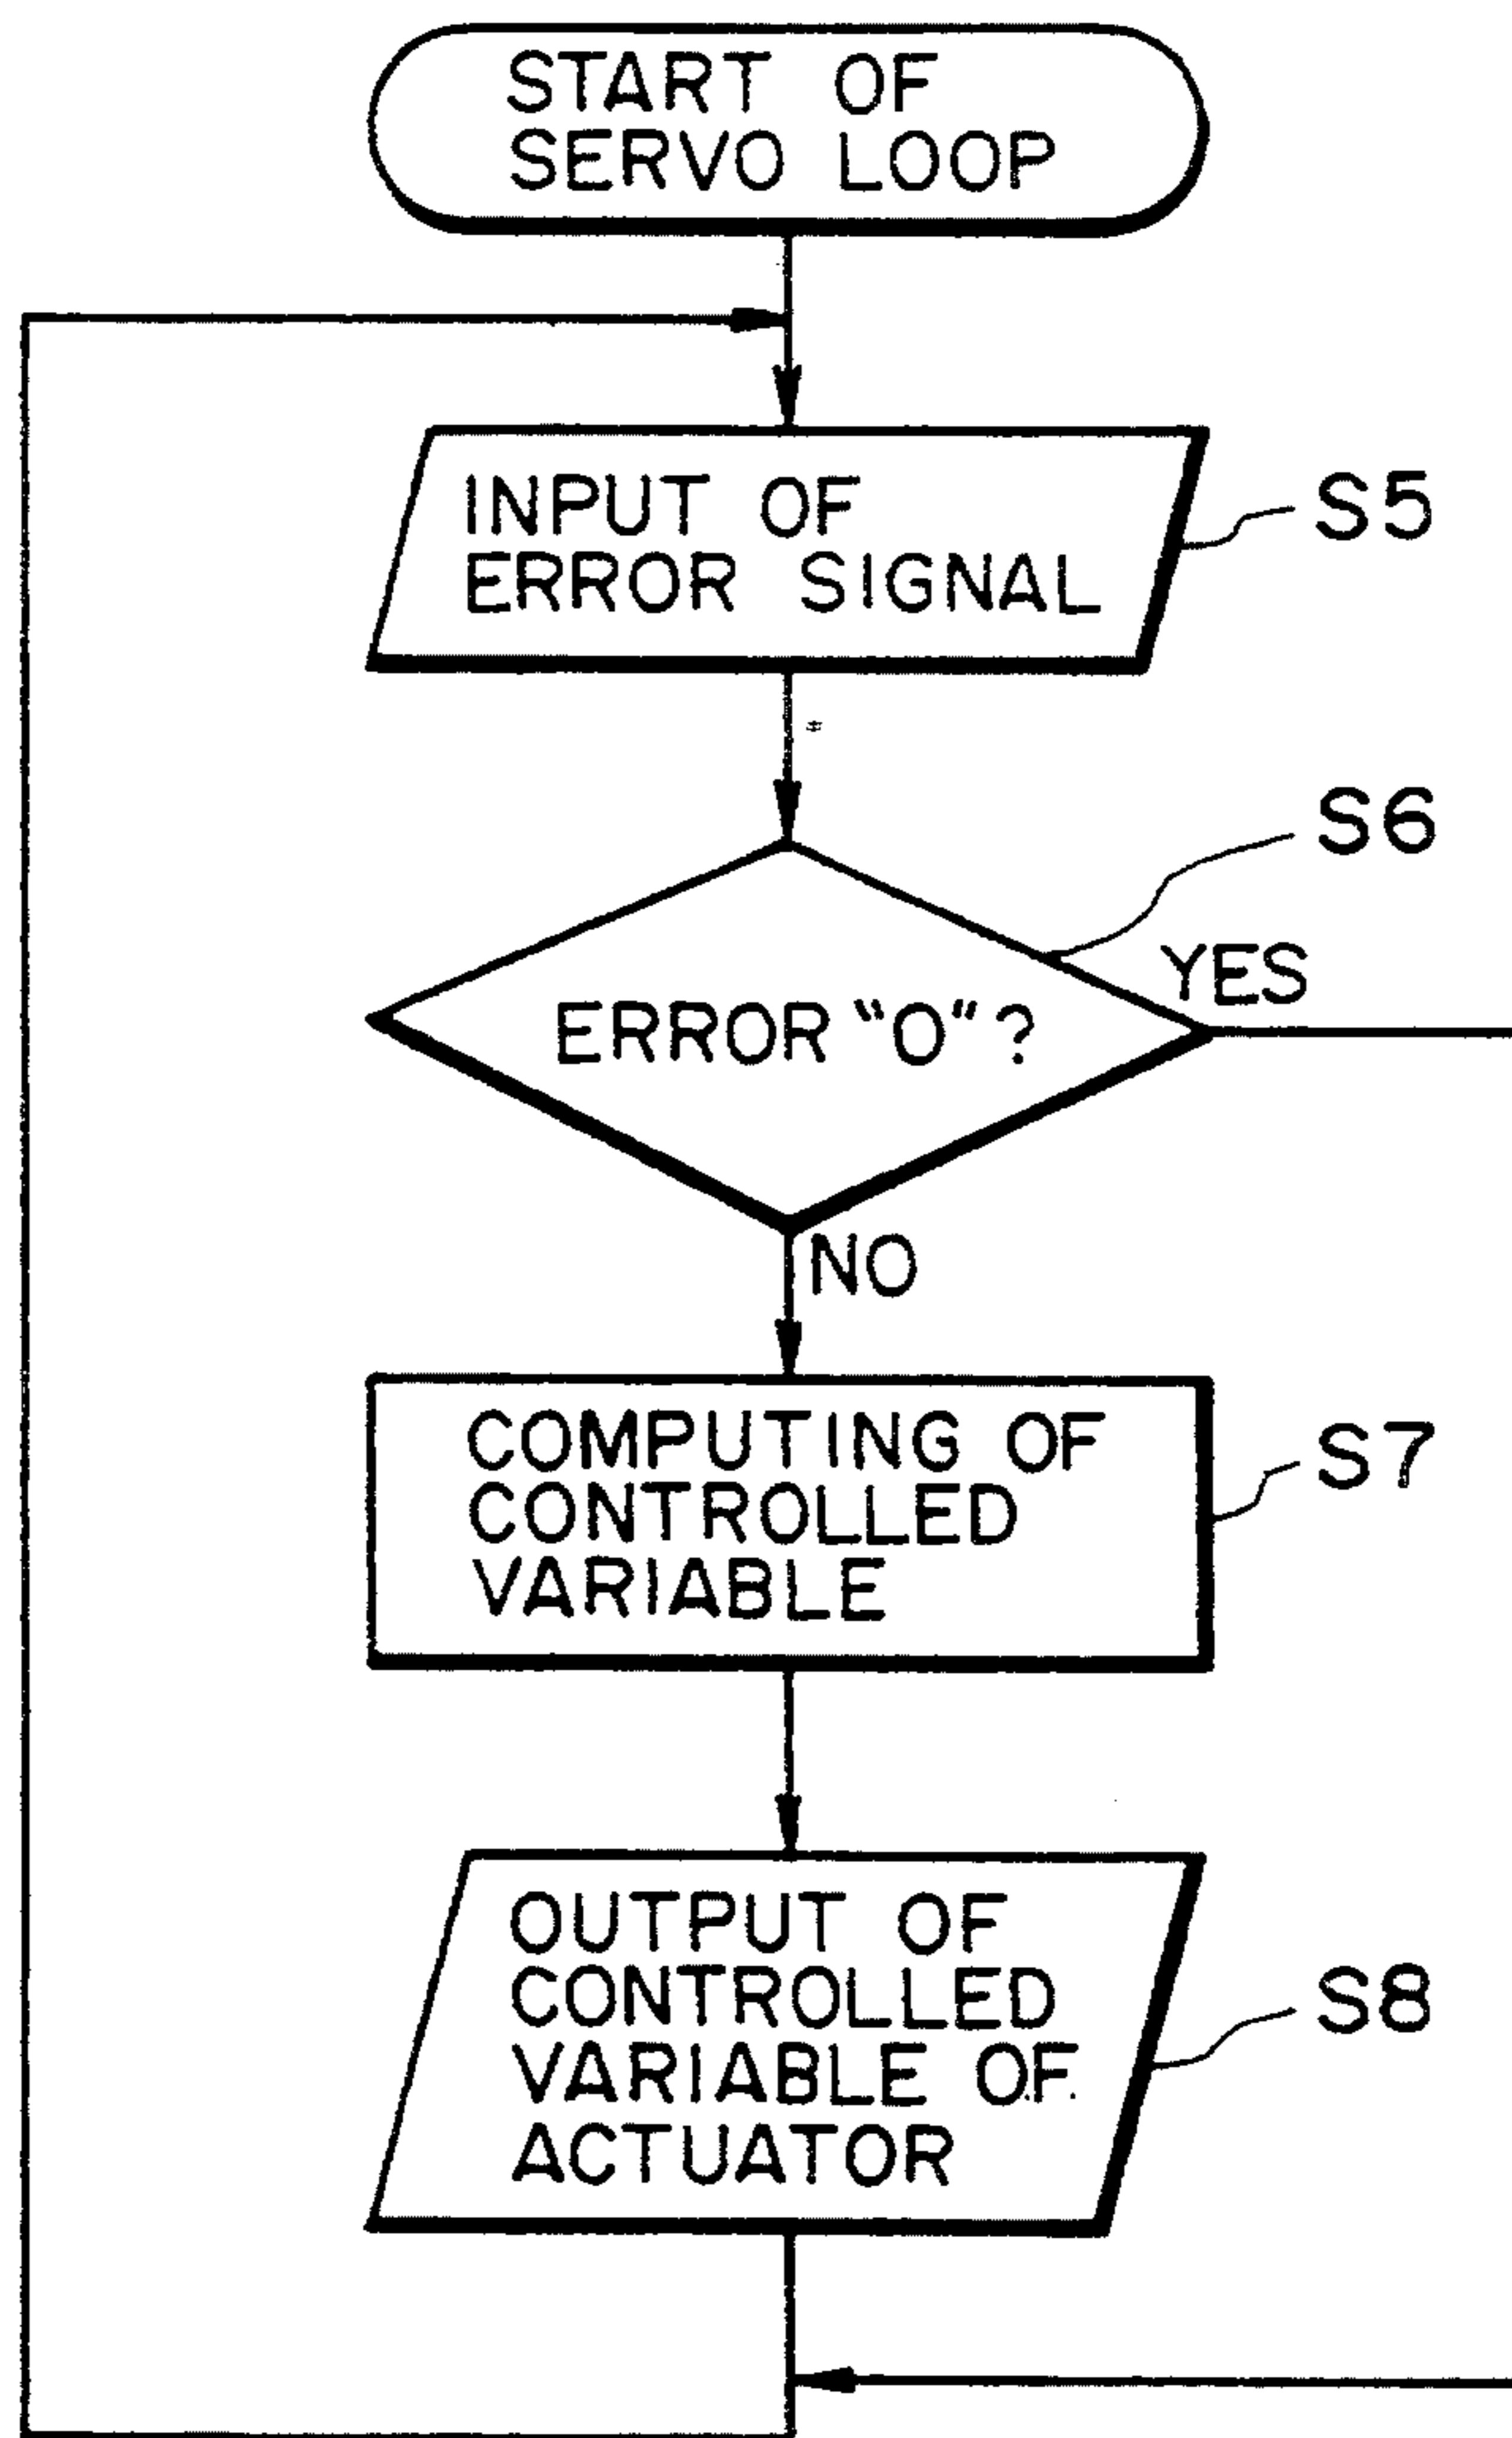 START OF
SERVO LOOP
INPUT OF
ERROR SIGNAL
S5
S6
YES
ERROR “0” ?
NO
COMPUTING OF
CONTROLLED
VARIABLE
S7
OUTPUT OF
CONTROLLED
VARIABLE OF
ACTUATOR
S8